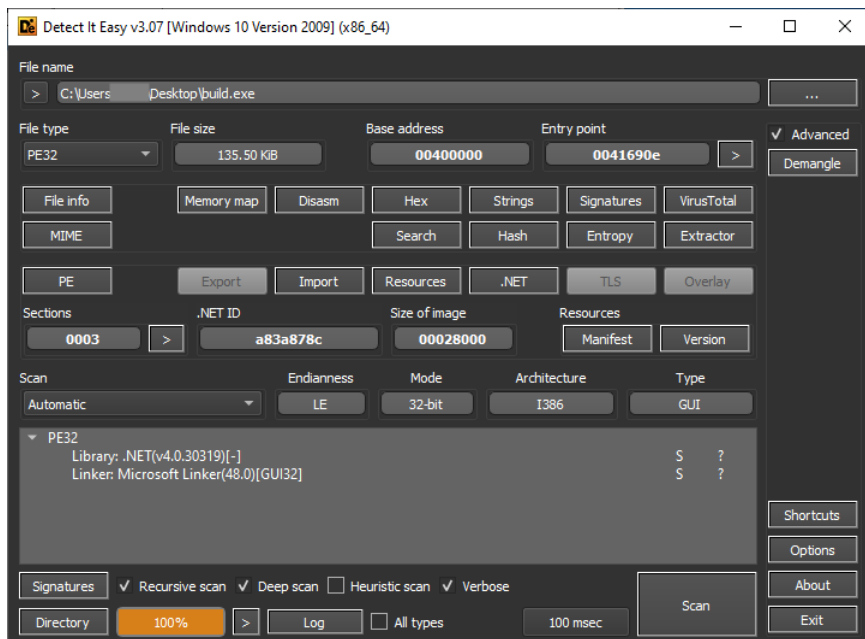 Detect It Easy v3.07 [Windows 10 Version 2009] (x86_64)
File name
> C:\Users\ \Desktop\build.exe ...
File type File size Base address Entry point Advanced
PE32 135.50 KiB 00400000 0041690e > Demangle
File info Memory map Disasm Hex Strings Signatures VirusTotal
MIME Search Hash Entropy Extractor
PE Export Import Resources .NET TLS Overlay
Sections .NET ID Size of image Resources
0003 > a83a878c 00028000 Manifest Version
Scan Endianness Mode Architecture Type
Automatic LE 32-bit I386 GUI
PE32
Library: .NET(v4.0.30319)[-] S ?
Linker: Microsoft Linker(48.0)[GUI32] S ?
Shortcuts
Options
Signatures Recursive scan Deep scan Heuristic scan Verbose Scan About
Directory 100% > Log All types 100 msec Exit